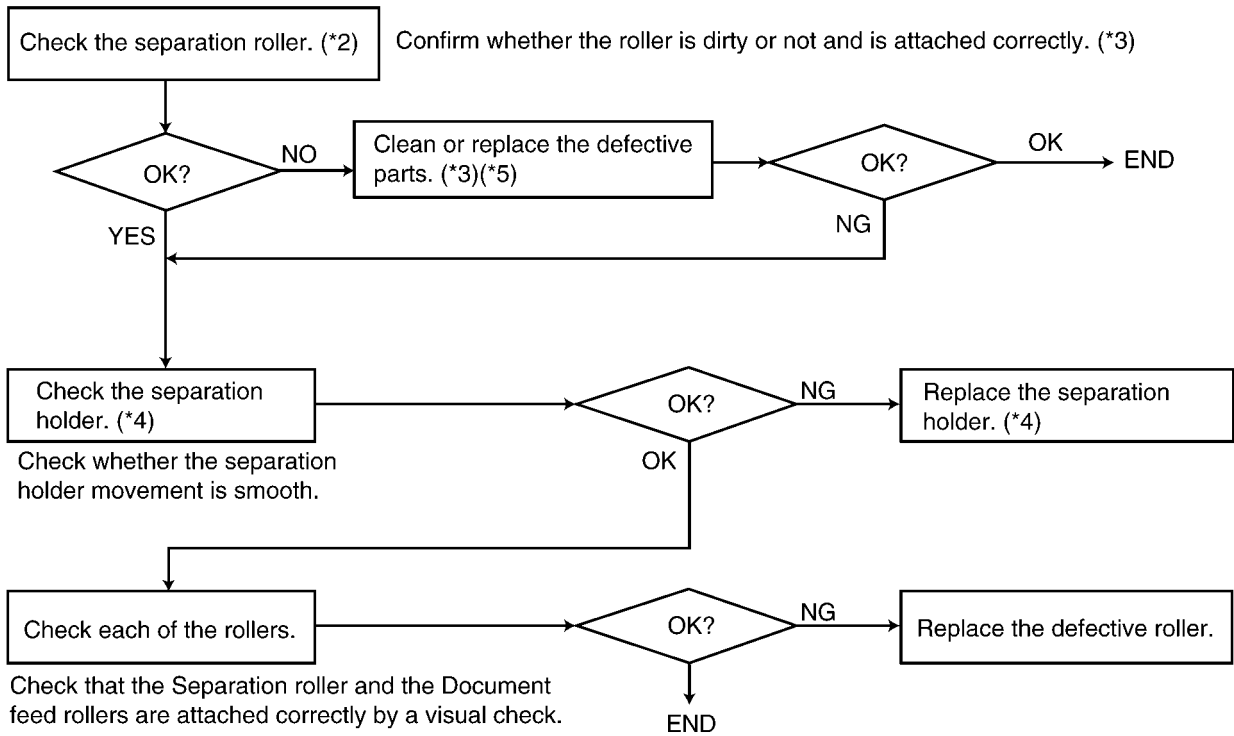 Check the separation roller. (*2)
Confirm whether the roller is dirty or not and is attached correctly. (*3)
OK?
NO
Clean or replace the defective
parts. (*3)(*5)
OK?
OK
END
YES
NG
Check the separation
holder. (*4)
OK?
NG
Replace the separation
holder. (*4)
Check whether the separation
holder movement is smooth.
OK
Check each of the rollers.
OK?
NG
Replace the defective roller.
Check that the Separation roller and the Document
feed rollers are attached correctly by a visual check.
END